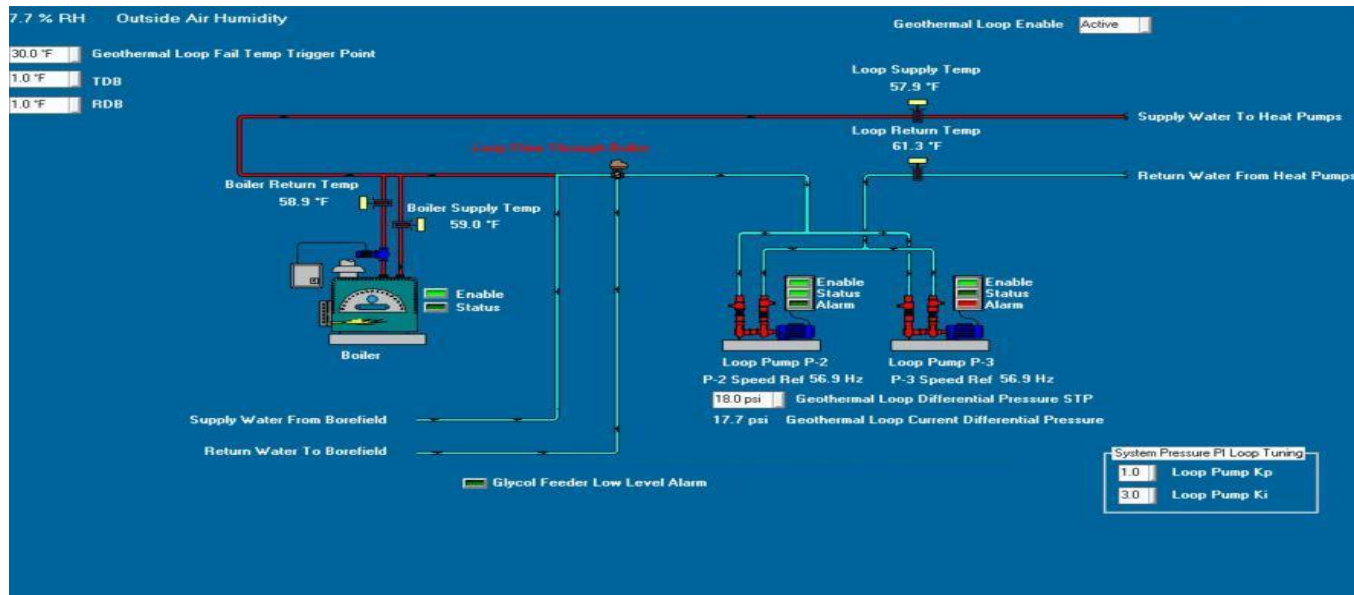 7.7 % RH Outside Air Humidity
Geothermal Loop Enable Active
30.0 °F Geothermal Loop Fail Temp Trigger Point
1.0 °F TDB
1.0 °F RDB
Loop Supply Temp
57.9 °F
Supply Water To Heat Pumps
Loop Return Temp
61.3 °F
Loop Flow Through Boiler
Return Water From Heat Pumps
Boiler Return Temp
58.9 °F
Boiler Supply Temp
59.0 °F
Enable
Status
Boiler
Enable
Status
Alarm
Enable
Status
Alarm
Loop Pump P-2
Loop Pump P-3
P-2 Speed Ref 56.9 Hz
P-3 Speed Ref 56.9 Hz
18.0 psi Geothermal Loop Differential Pressure STP
17.7 psi Geothermal Loop Current Differential Pressure
Supply Water From Borefield
Return Water To Borefield
Glycol Feeder Low Level Alarm
System Pressure PI Loop Tuning
1.0 Loop Pump Kp
3.0 Loop Pump Ki